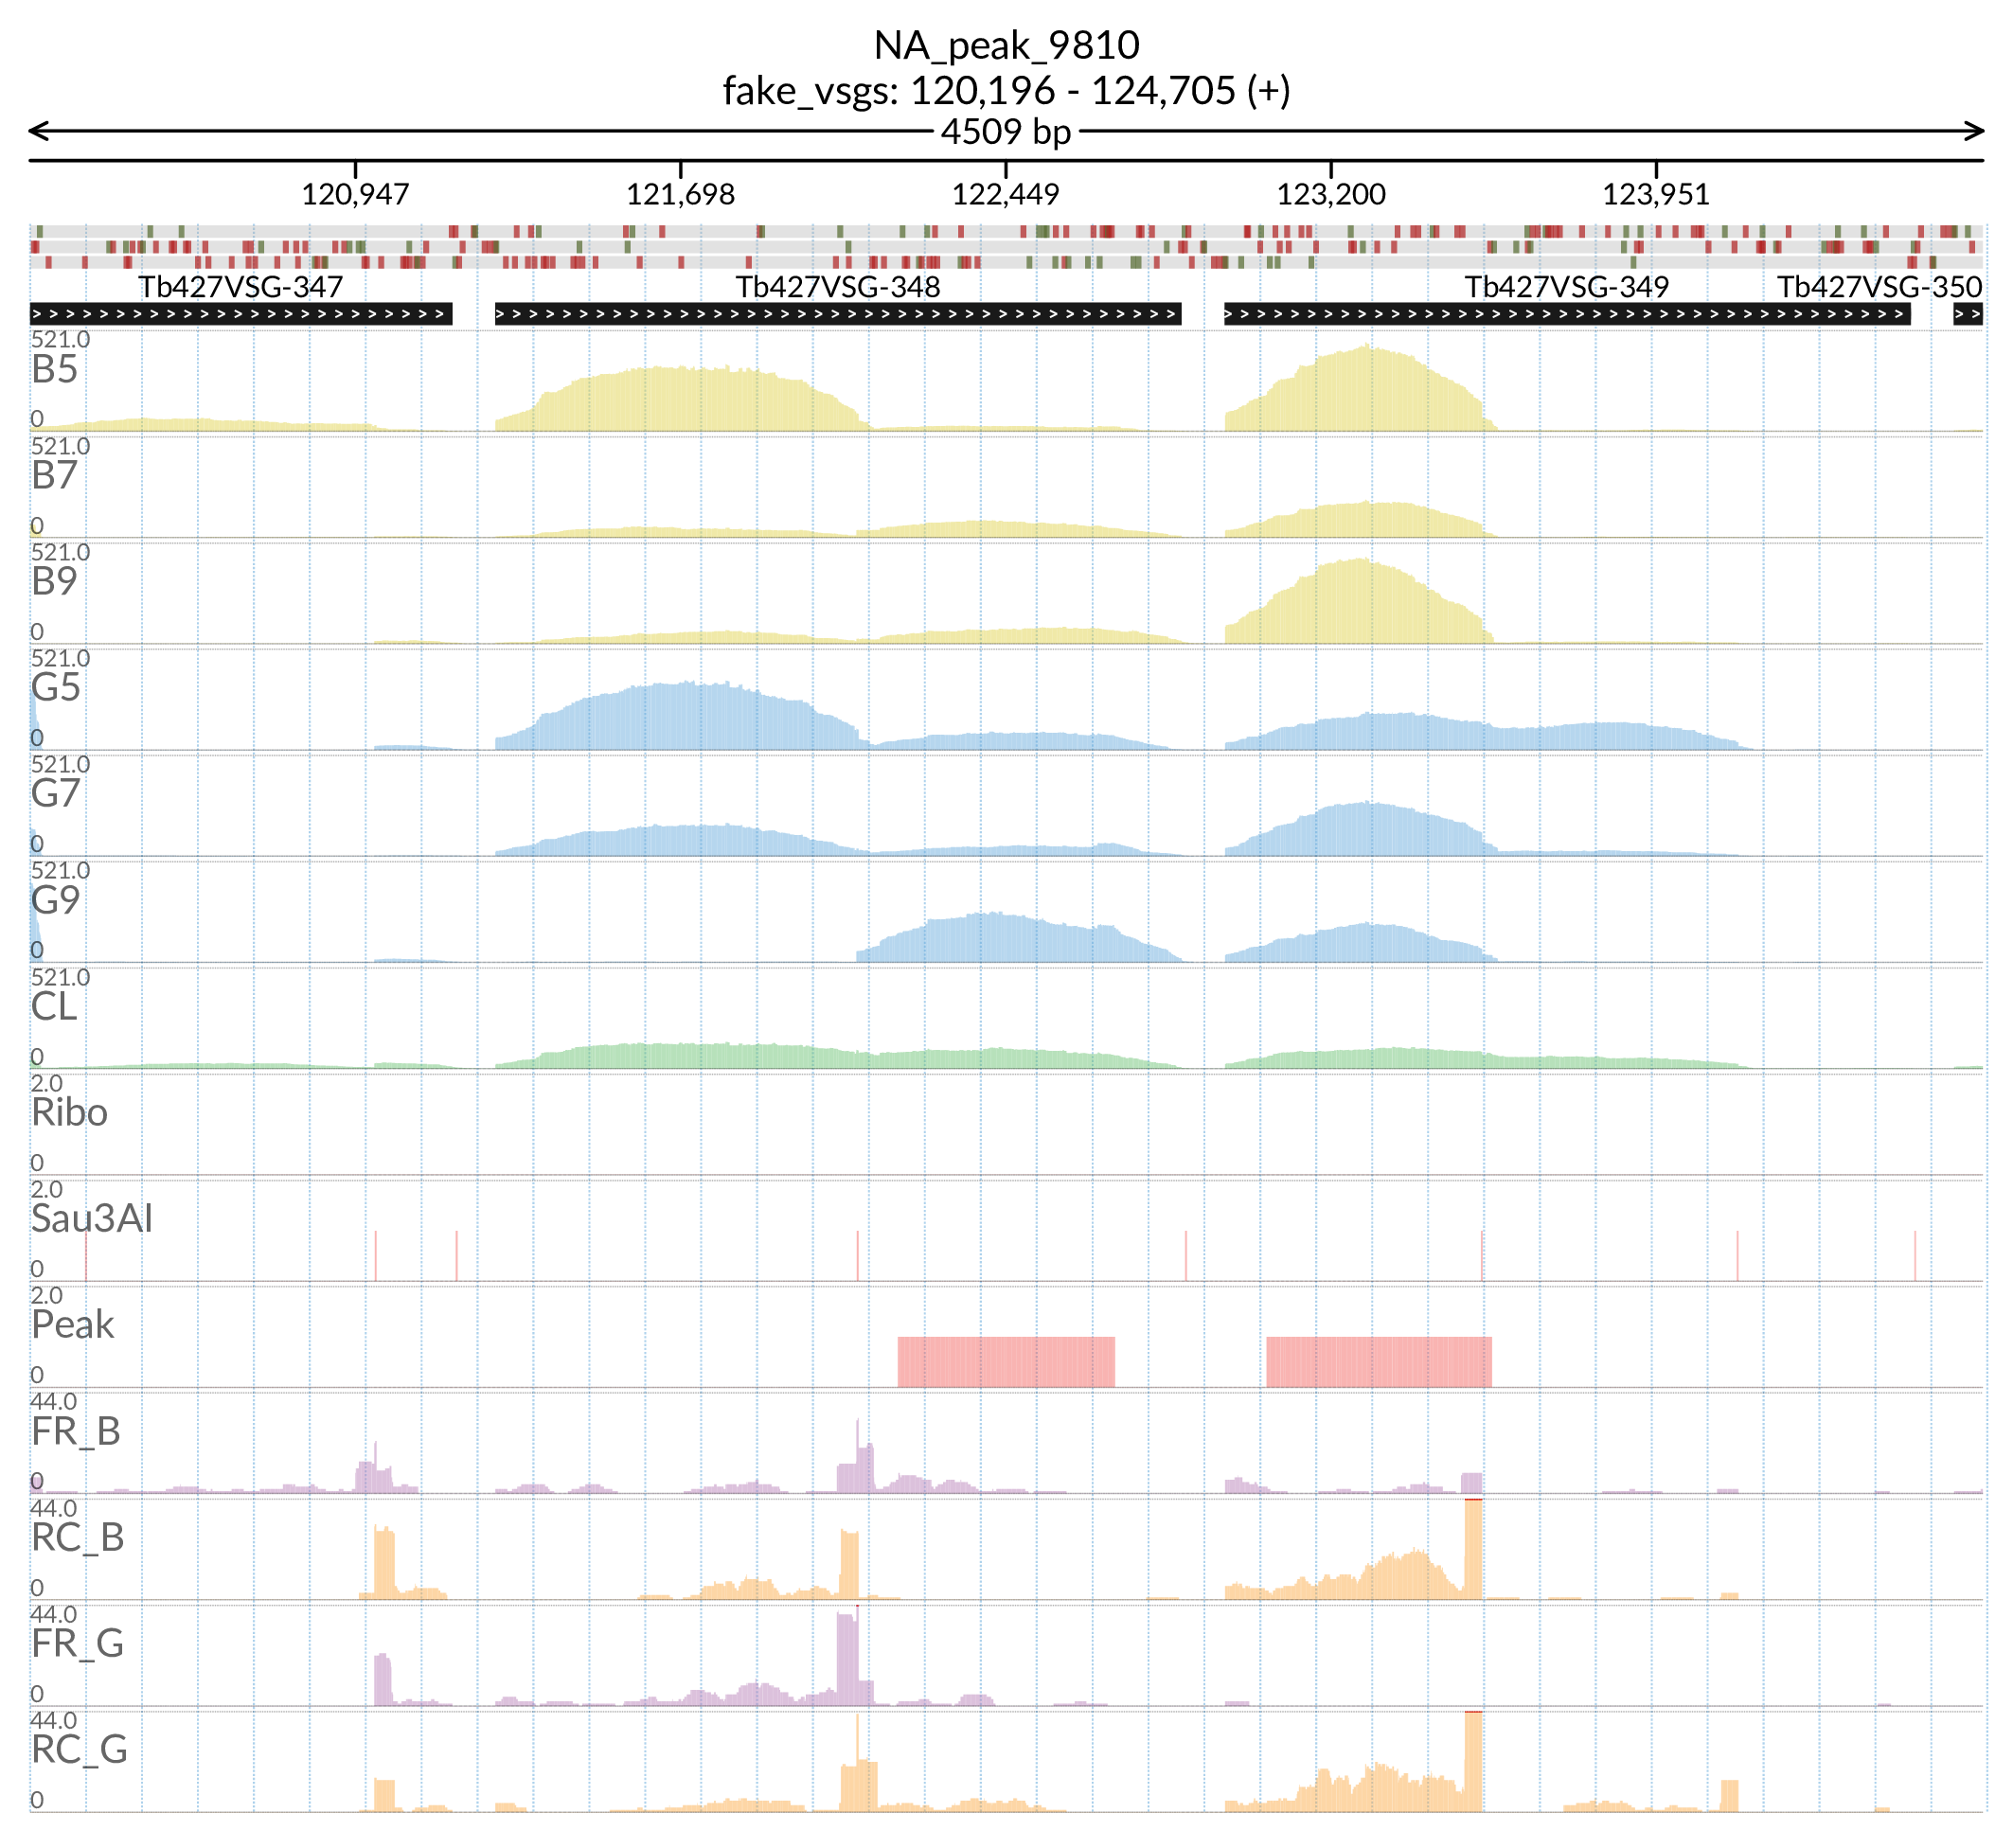 NA_peak_9810
fake_vsgs: 120,196 - 124,705 (+)
4509 bp
120,947 121,698 122,449 123,200 123,951
Tb427VSG-347 Tb427VSG-348 Tb427VSG-349 Tb427VSG-350
521.0
B5
0
521.0
B7
0
521.0
B9
0
521.0
G5
0
521.0
G7
0
521.0
G9
0
521.0
CL
0
2.0
Ribo
0
2.0
Sau3AI
0
2.0
Peak
0
44.0
FR_B
0
44.0
RC_B
0
44.0
FR_G
0
44.0
RC_G
0